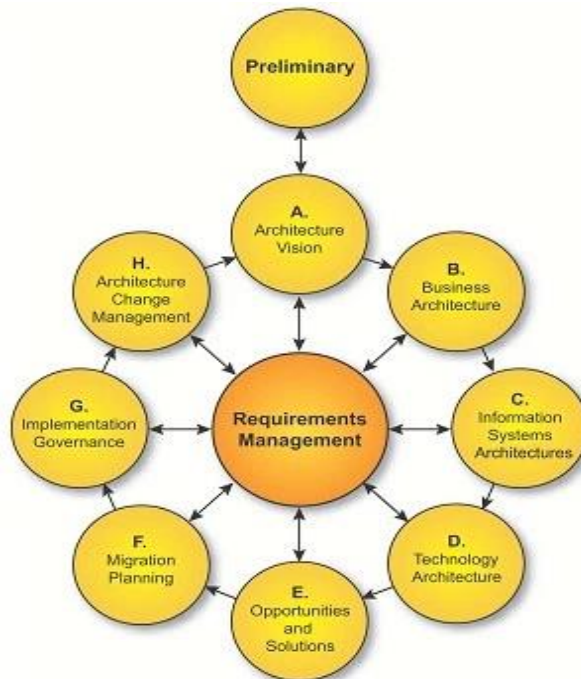 Preliminary
A.
Architecture
Vision
B.
Business
Architecture
C.
Information
Systems
Architectures
D.
Technology
Architecture
E.
Opportunities
and
Solutions
F.
Migration
Planning
G.
Implementation
Governance
H.
Architecture
Change
Management
Requirements
Management